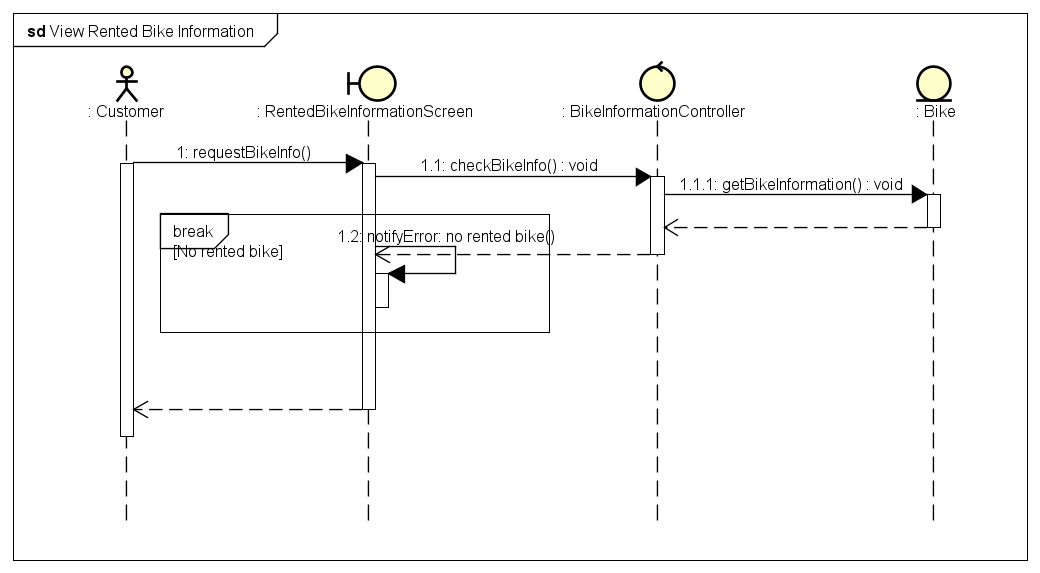 sd View Rented Bike Information
: Customer
: RentedBikeInformationScreen
: BikeInformationController
: Bike
1: requestBikeInfo()
1.1: checkBikeInfo() : void
1.1.1: getBikeInformation() : void
break
1.2: notifyError: no rented bike()
[No rented bike]